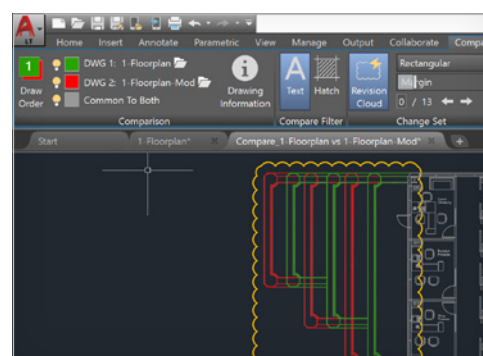 A
LT
Home Insert Annotate Parametric View Manage Output Collaborate Comp
1
DWG 1: 1-Floorplan
DWG 2: 1-Floorplan-Mod
Common To Both
Draw
Order
Comparison
Drawing
Information
A
Text
Hatch
Compare Filter
Revision
Cloud
Rectangular
Margin
0 / 13
Change Set
Start
1-Floorplan*
Compare_1-Floorplan vs 1-Floorplan-Mod*